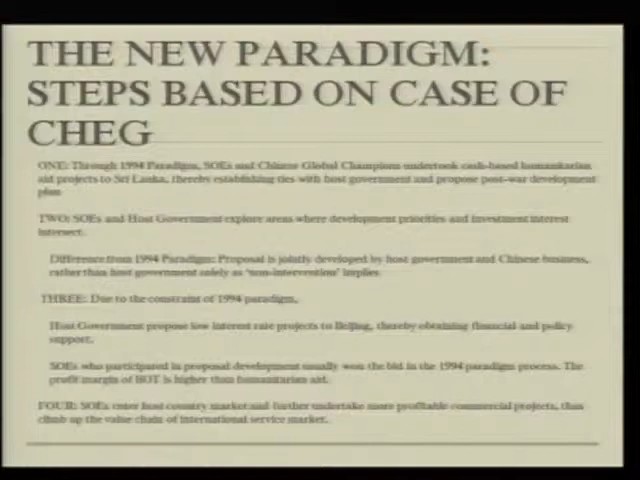 THE NEW PARADIGM:
STEPS BASED ON CASE OF
CHEG
ONE: Through 1994 Paradigm, SOEs and Chinese Global Champions undertook cash-based humanitarian
aid projects to Sri Lanka, thereby establishing ties with host government and propose post-war development
plan
TWO: SOEs and Host Government explore areas where development priorities and investment interest
intersect.
Difference from 1994 Paradigm: Proposal is jointly developed by host government and Chinese business,
rather than host government solely as 'non-intervention' implies
THREE: Due to the constraint of 1994 paradigm,
Host Government propose low interest rate projects to Beijing, thereby obtaining financial and policy
support.
SOEs who participated in proposal development usually won the bid in the 1994 paradigm process. The
profit margin of BOT is higher than humanitarian aid.
FOUR: SOEs enter host country market and further undertake more profitable commercial projects, thus
climb up the value chain of international service market.